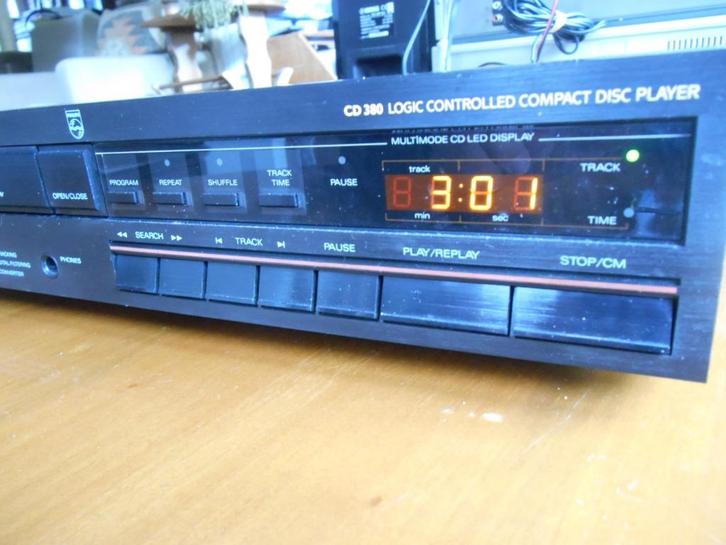 CD 380 LOGIC CONTROLLED COMPACT DISC PLAYER
MULTIMODE CD LED DISPLAY
PROGRAM
REPEAT
SHUFFLE
TRACK TIME
PAUSE
track
3:01
min
sec
TRACK
TIME
OPEN/CLOSE
SEARCH
TRACK
PAUSE
PLAY/REPLAY
STOP/CM
PHONES